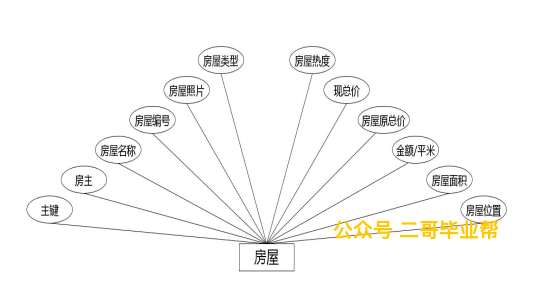 房屋类型
房屋热度
房屋照片
现总价
房屋编号
房屋原总价
房屋名称
金额/平米
房主
房屋面积
主键
房屋位置
公众号 二哥毕业帮
房屋